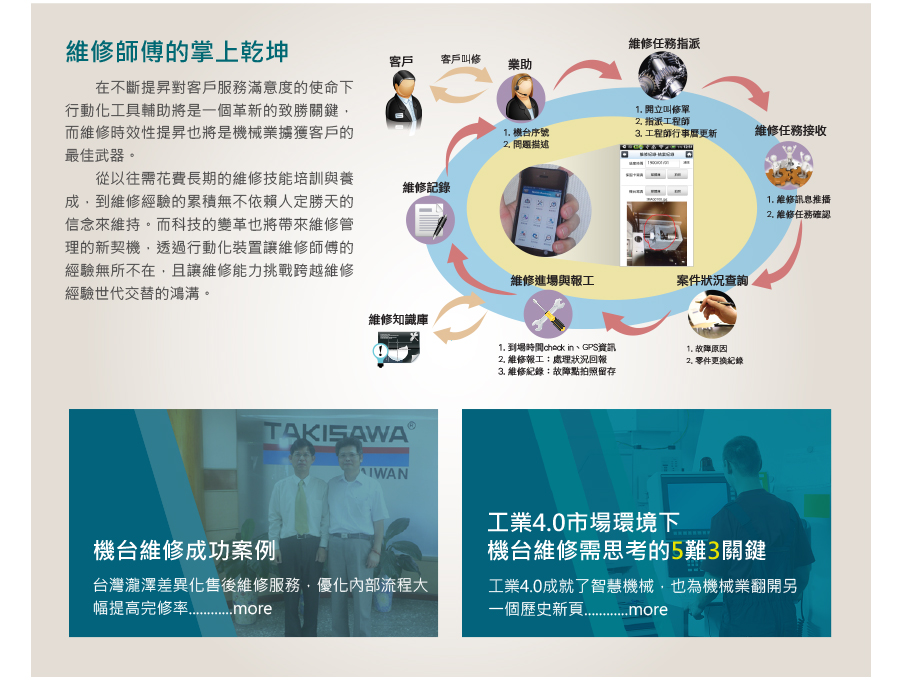 維修師傅的掌上乾坤
在不斷提昇對客戶服務滿意度的使命下
行動化工具輔助將是一個革新的致勝關鍵，
而維修時效性提昇也將是機械業擄獲客戶的
最佳武器。
從以往需花費長期的維修技能培訓與養
成，到維修經驗的累積無不依賴人定勝天的
信念來維持。而科技的變革也將帶來維修管
理的新契機，透過行動化裝置讓維修師傅的
經驗無所不在，且讓維修能力挑戰跨越維修
經驗世代交替的鴻溝。
客戶
客戶叫修
業助
1. 機台序號
2. 問題描述
維修任務指派
1. 開立叫修單
2. 指派工程師
3. 工程師行事曆更新
維修任務接收
1. 維修訊息推播
2. 維修任務確認
案件狀況查詢
1. 故障原因
2. 零件更換紀錄
維修進場與報工
1. 到場時間check in、GPS資訊
2. 維修報工：處理狀況回報
3. 維修紀錄：故障點拍照留存
維修記錄
維修知識庫
TAKISAWA®
TAIWAN
機台維修成功案例
台灣瀧澤差異化售後維修服務，優化內部流程大
幅提高完修率............more
工業4.0市場環境下
機台維修需思考的5難3關鍵
工業4.0成就了智慧機械，也為機械業翻開另
一個歷史新頁............more